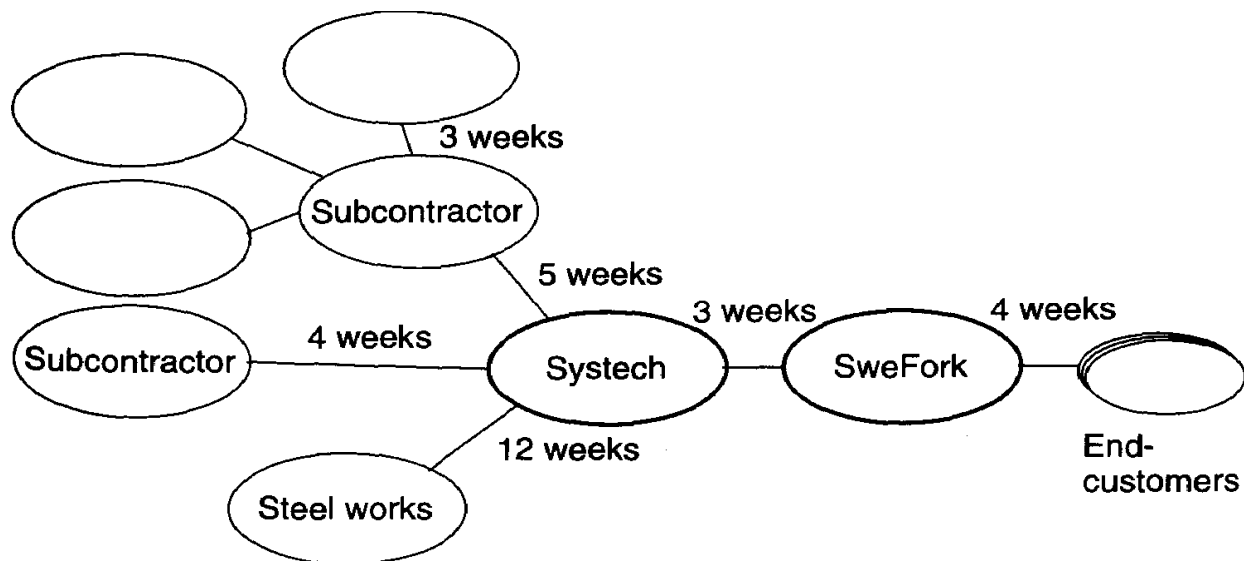 3 weeks
Subcontractor
5 weeks
3 weeks
4 weeks
4 weeks
Subcontractor
Systech
SweFork
12 weeks
End-
customers
Steel works